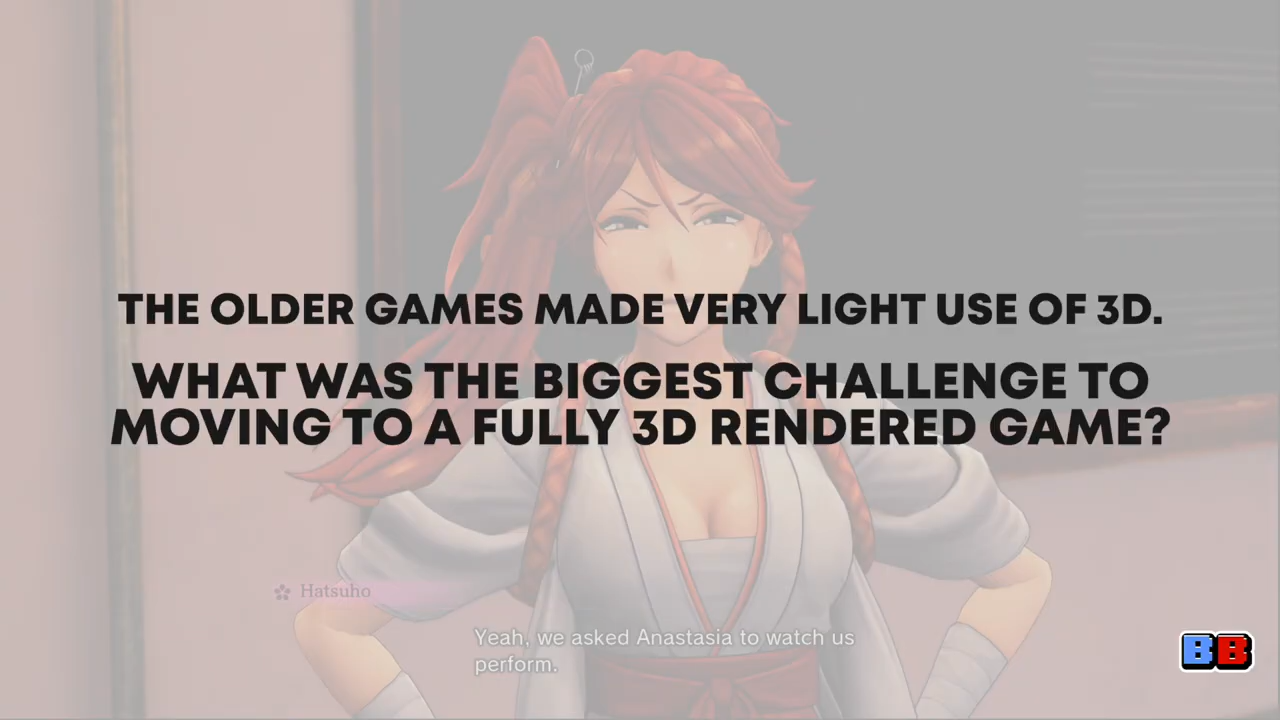 THE OLDER GAMES MADE VERY LIGHT USE OF 3D.
WHAT WAS THE BIGGEST CHALLENGE TO
MOVING TO A FULLY 3D RENDERED GAME?
Hatsuho
Yeah, we asked Anastasia to watch us
perform.
BB